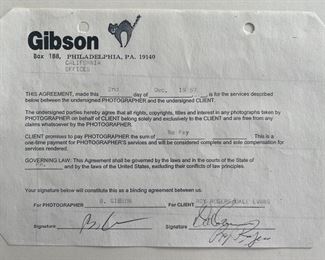 Gibson
Box 188, PHILADELPHIA, PA. 19140
CALIFORNIA
OFFICES
THIS AGREEMENT, made this 2nd day of Dec, 19 87, is for the services described
below between the undersigned PHOTOGRAPHER and the undersigned CLIENT.
The undersigned parties hereby agree that all rights, copyrights, titles and interest in any photographs taken by
PHOTOGRAPHER on behalf of CLIENT belong solely and exclusively to the CLIENT and are free from any
claims whatsoever by the PHOTOGRAPHER.
CLIENT promises to pay PHOTOGRAPHER the sum of No Pay This is a
one-time payment for PHOTOGRAPHER's services and will be considered complete and sole compensation for
services rendered.
GOVERNING LAW: This Agreement shall be governed by the laws and in the courts of the State of
PA. and by the laws of the United States, excluding their conflicts of law principles.
Your signature below will constitute this as a binding agreement between us:
For PHOTOGRAPHER B. GIBSON For CLIENT ROY ROGERS/DALE EVANS
Signature Signature
Roy Rogers